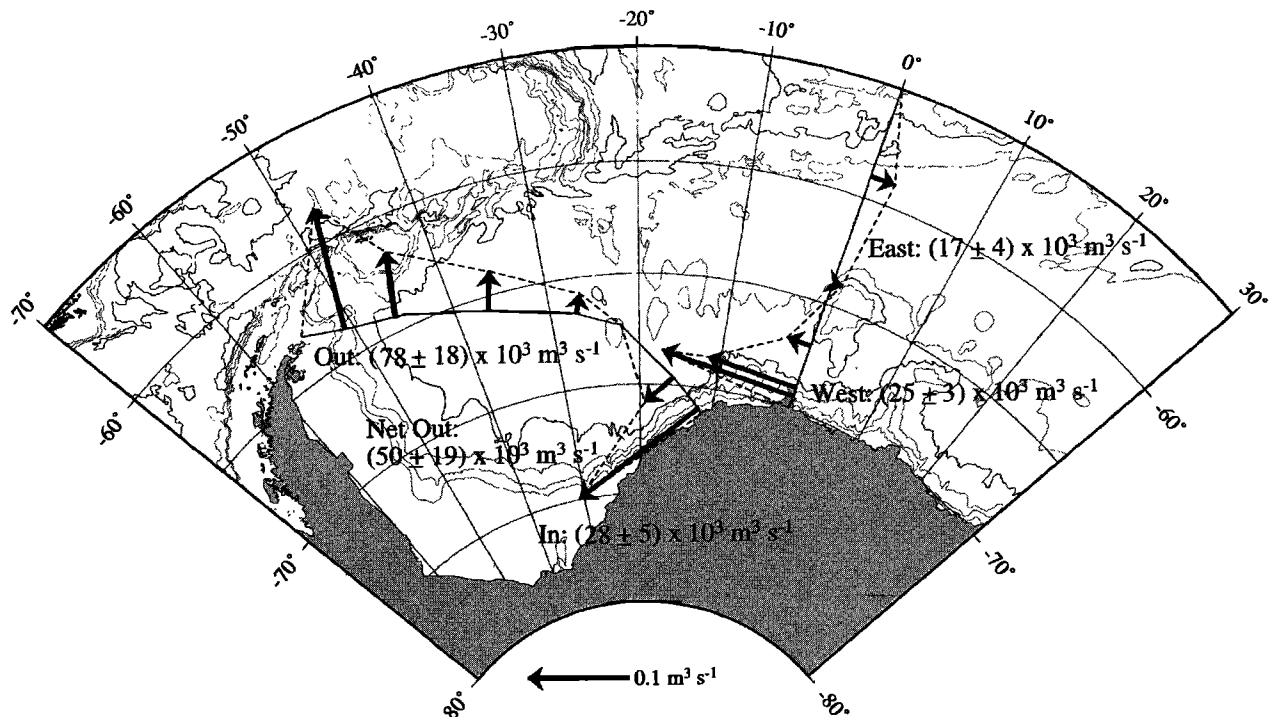 -20°
-30°
-10°
-40°
0°
-50°
10°
-60°
20°
-70°
30°
East: (17 ± 4) x 10³ m³ s⁻¹
Out: (78 ± 18) x 10³ m³ s⁻¹
West: (25 ± 3) x 10³ m³ s⁻¹
-60°
-60°
Net Out:
(50 ± 19) x 10³ m³ s⁻¹
In: (28 ± 5) x 10³ m³ s⁻¹
-70°
-70°
0.1 m³ s⁻¹
-80°
-80°